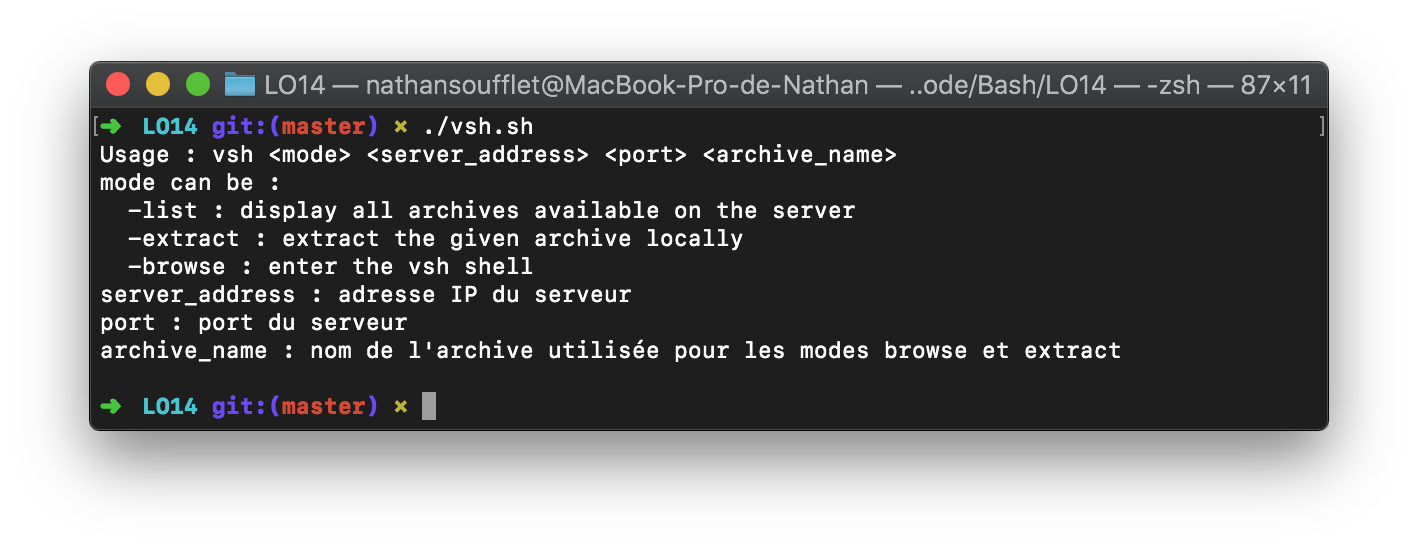 LO14 — nathansoufflet@MacBook-Pro-de-Nathan — ..ode/Bash/LO14 — -zsh — 87×11
[➜  LO14 git:(master) ✗ ./vsh.sh ]
Usage : vsh <mode> <server_address> <port> <archive_name>
mode can be :
  -list : display all archives available on the server
  -extract : extract the given archive locally
  -browse : enter the vsh shell
server_address : adresse IP du serveur
port : port du serveur
archive_name : nom de l'archive utilisée pour les modes browse et extract
➜  LO14 git:(master) ✗